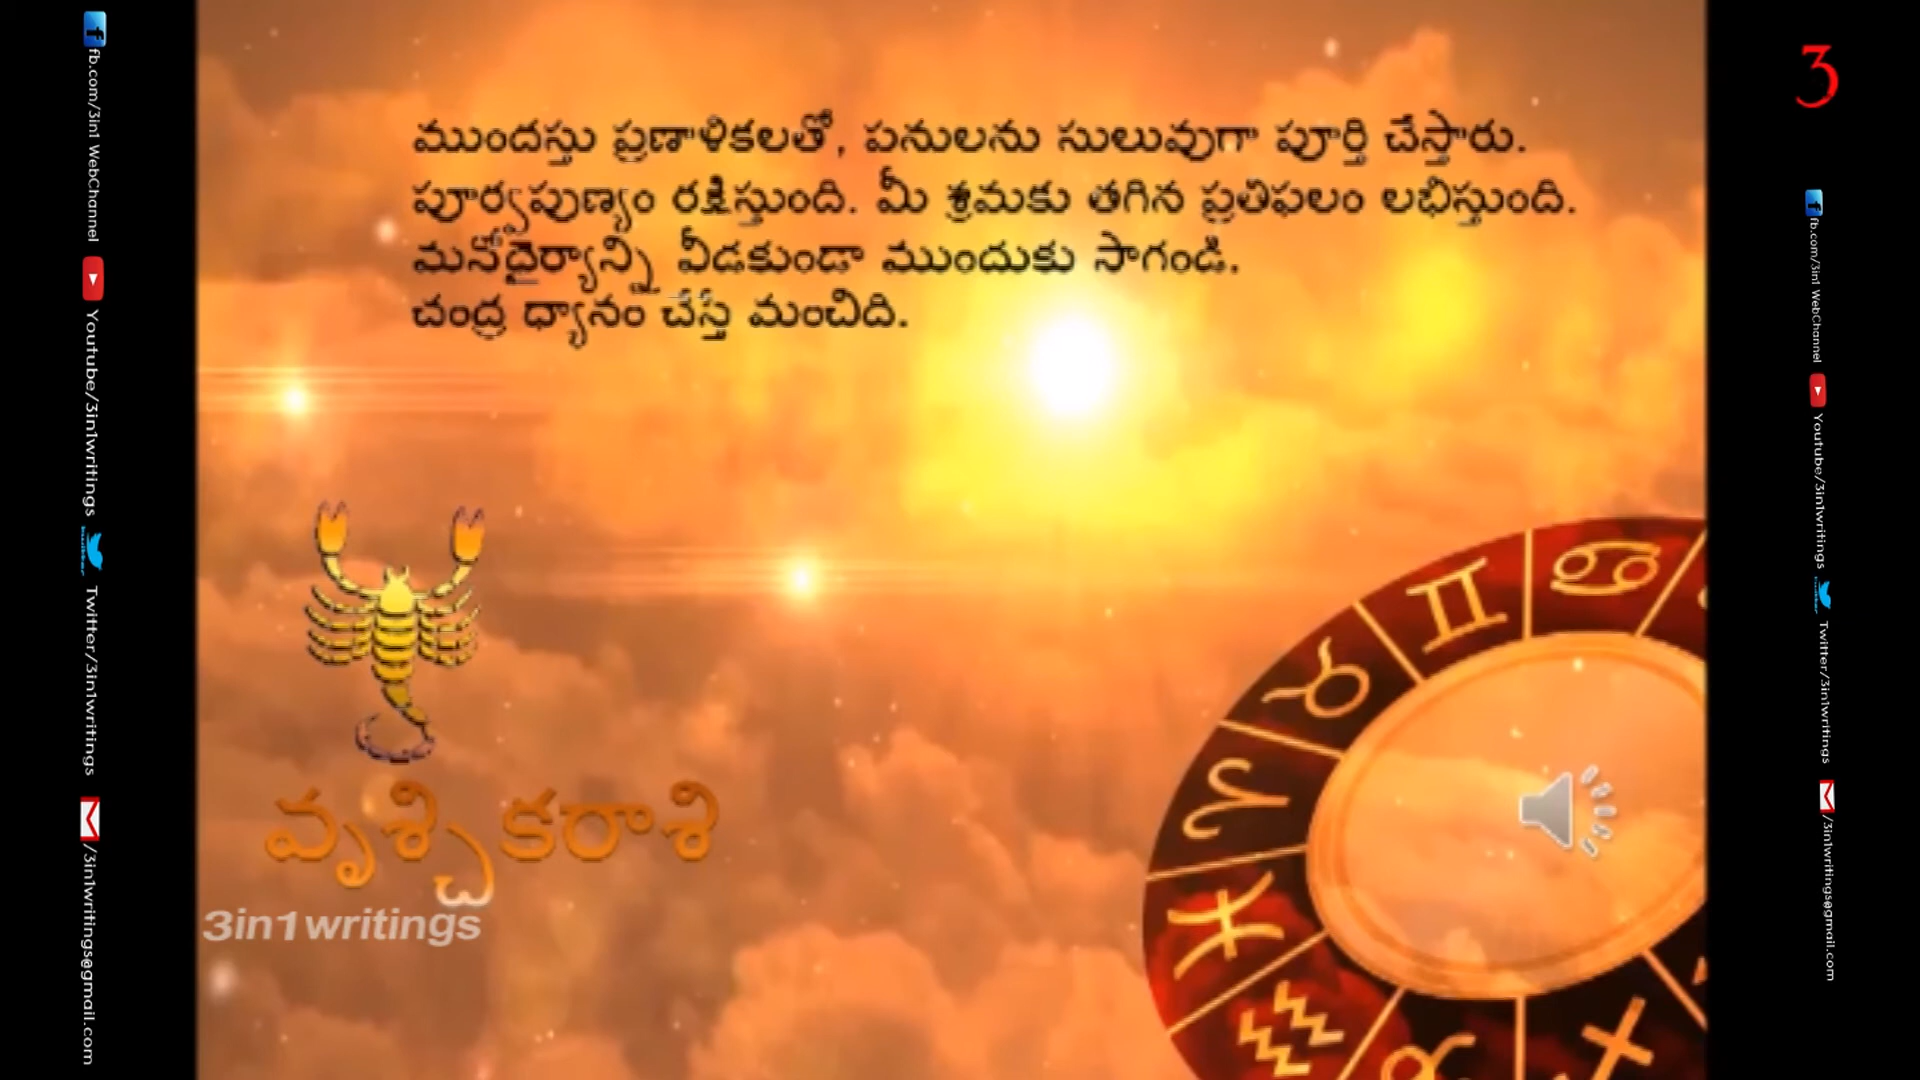 fb.com/3in1 WebChannel Youtube/3in1writings Twitter/3in1writings /3in1writings@gmail.com
ముందస్తు ప్రణాళికలతో, పనులను సులువుగా పూర్తి చేస్తారు.
పూర్వపుణ్యం రక్షిస్తుంది. మీ శ్రమకు తగిన ప్రతిఫలం లభిస్తుంది.
మనోదైర్యాన్ని వీడకుండా ముందుకు సాగండి.
చంద్ర ధ్యానం చేస్తే మంచిది.
వృశ్చికరాశి
3in1writings
3
fb.com/3in1 WebChannel Youtube/3in1writings Twitter/3in1writings /3in1writings@gmail.com